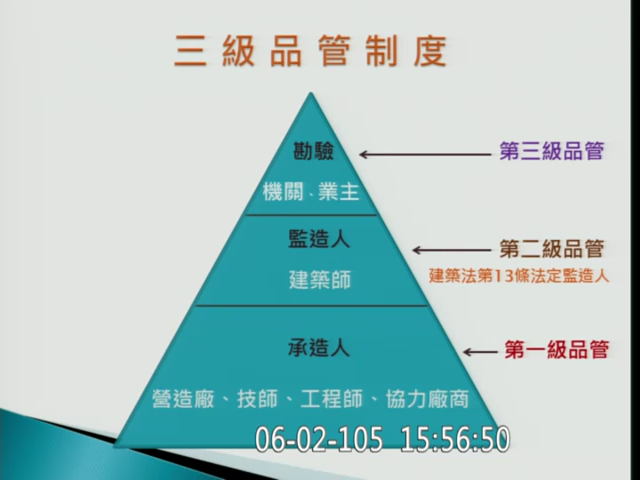 三級品管制度
勘驗
第三級品管
機關、業主
監造人
第二級品管
建築師
建築法第13條法定監造人
承造人
第一級品管
營造廠、技師、工程師、協力廠商
06-02-105 15:56:50